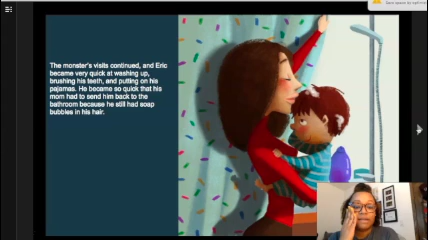 The monster's visits continued, and Eric
became very quick at washing up,
brushing his teeth, and putting on his
pajamas. He became so quick that his
mom had to send him back to the
bathroom because he still had soap
bubbles in his hair.